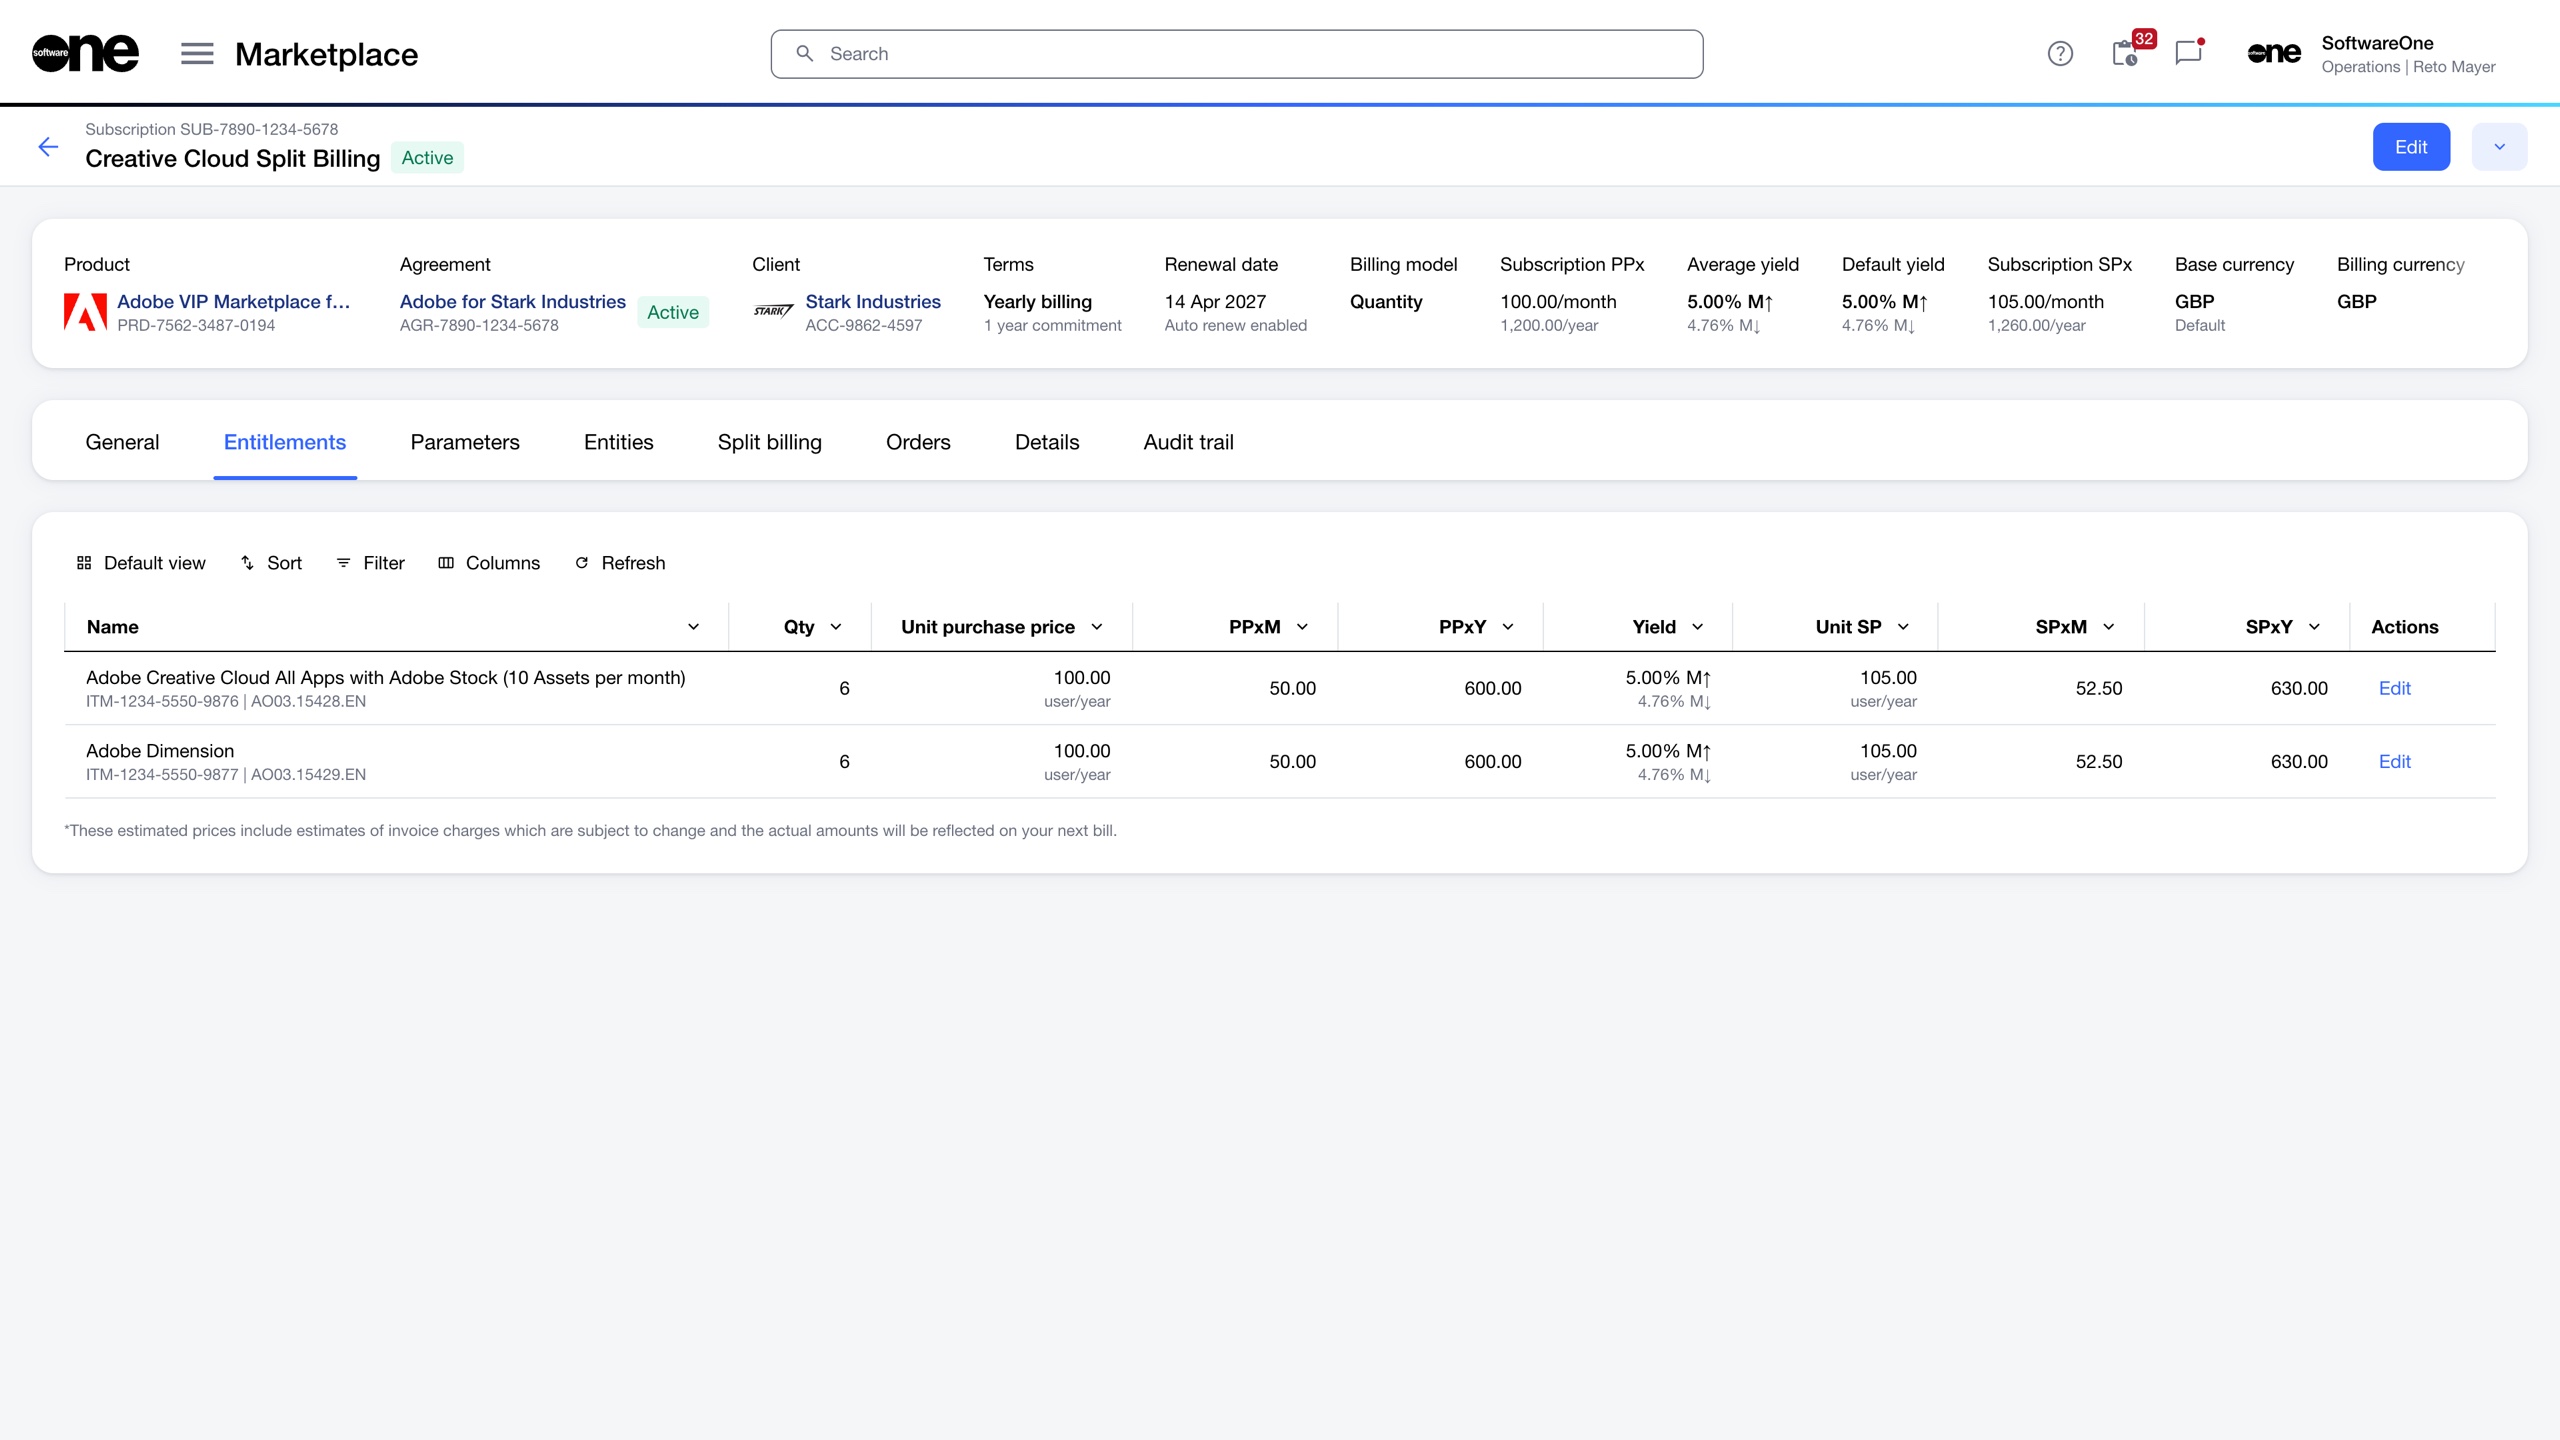 software one
Marketplace
Search
32
software one
SoftwareOne
Operations | Reto Mayer
Subscription SUB-7890-1234-5678
Creative Cloud Split Billing
Active
Edit
Product
Adobe VIP Marketplace f...
PRD-7562-3487-0194
Agreement
Adobe for Stark Industries
AGR-7890-1234-5678
Active
Client
STARK
Stark Industries
ACC-9862-4597
Terms
Yearly billing
1 year commitment
Renewal date
14 Apr 2027
Auto renew enabled
Billing model
Quantity
Subscription PPx
100.00/month
1,200.00/year
Average yield
5.00% M↑
4.76% M↓
Default yield
5.00% M↑
4.76% M↓
Subscription SPx
105.00/month
1,260.00/year
Base currency
GBP
Default
Billing currency
GBP
General Entitlements Parameters Entities Split billing Orders Details Audit trail
Default view Sort Filter Columns Refresh
Name Qty Unit purchase price PPxM PPxY Yield Unit SP SPxM SPxY Actions
Adobe Creative Cloud All Apps with Adobe Stock (10 Assets per month)
ITM-1234-5550-9876 | AO03.15428.EN
6
100.00
user/year
50.00
600.00
5.00% M↑
4.76% M↓
105.00
user/year
52.50
630.00
Edit
Adobe Dimension
ITM-1234-5550-9877 | AO03.15429.EN
6
100.00
user/year
50.00
600.00
5.00% M↑
4.76% M↓
105.00
user/year
52.50
630.00
Edit
*These estimated prices include estimates of invoice charges which are subject to change and the actual amounts will be reflected on your next bill.